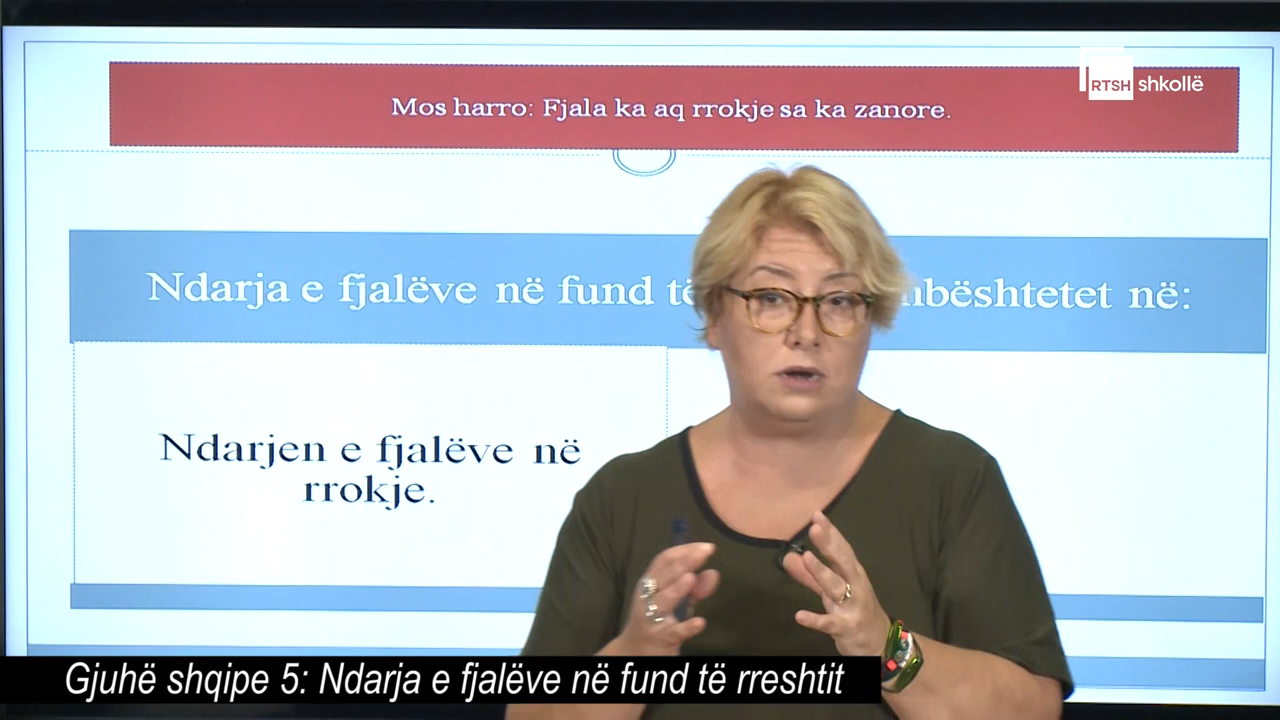 RTSH shkollë
Mos harro: Fjala ka aq rrokje sa ka zanore.
Ndarja e fjalëve në fund të mbështetet në:
Ndarjen e fjalëve në
rrokje.
Gjuhë shqipe 5: Ndarja e fjalëve në fund të rreshtit